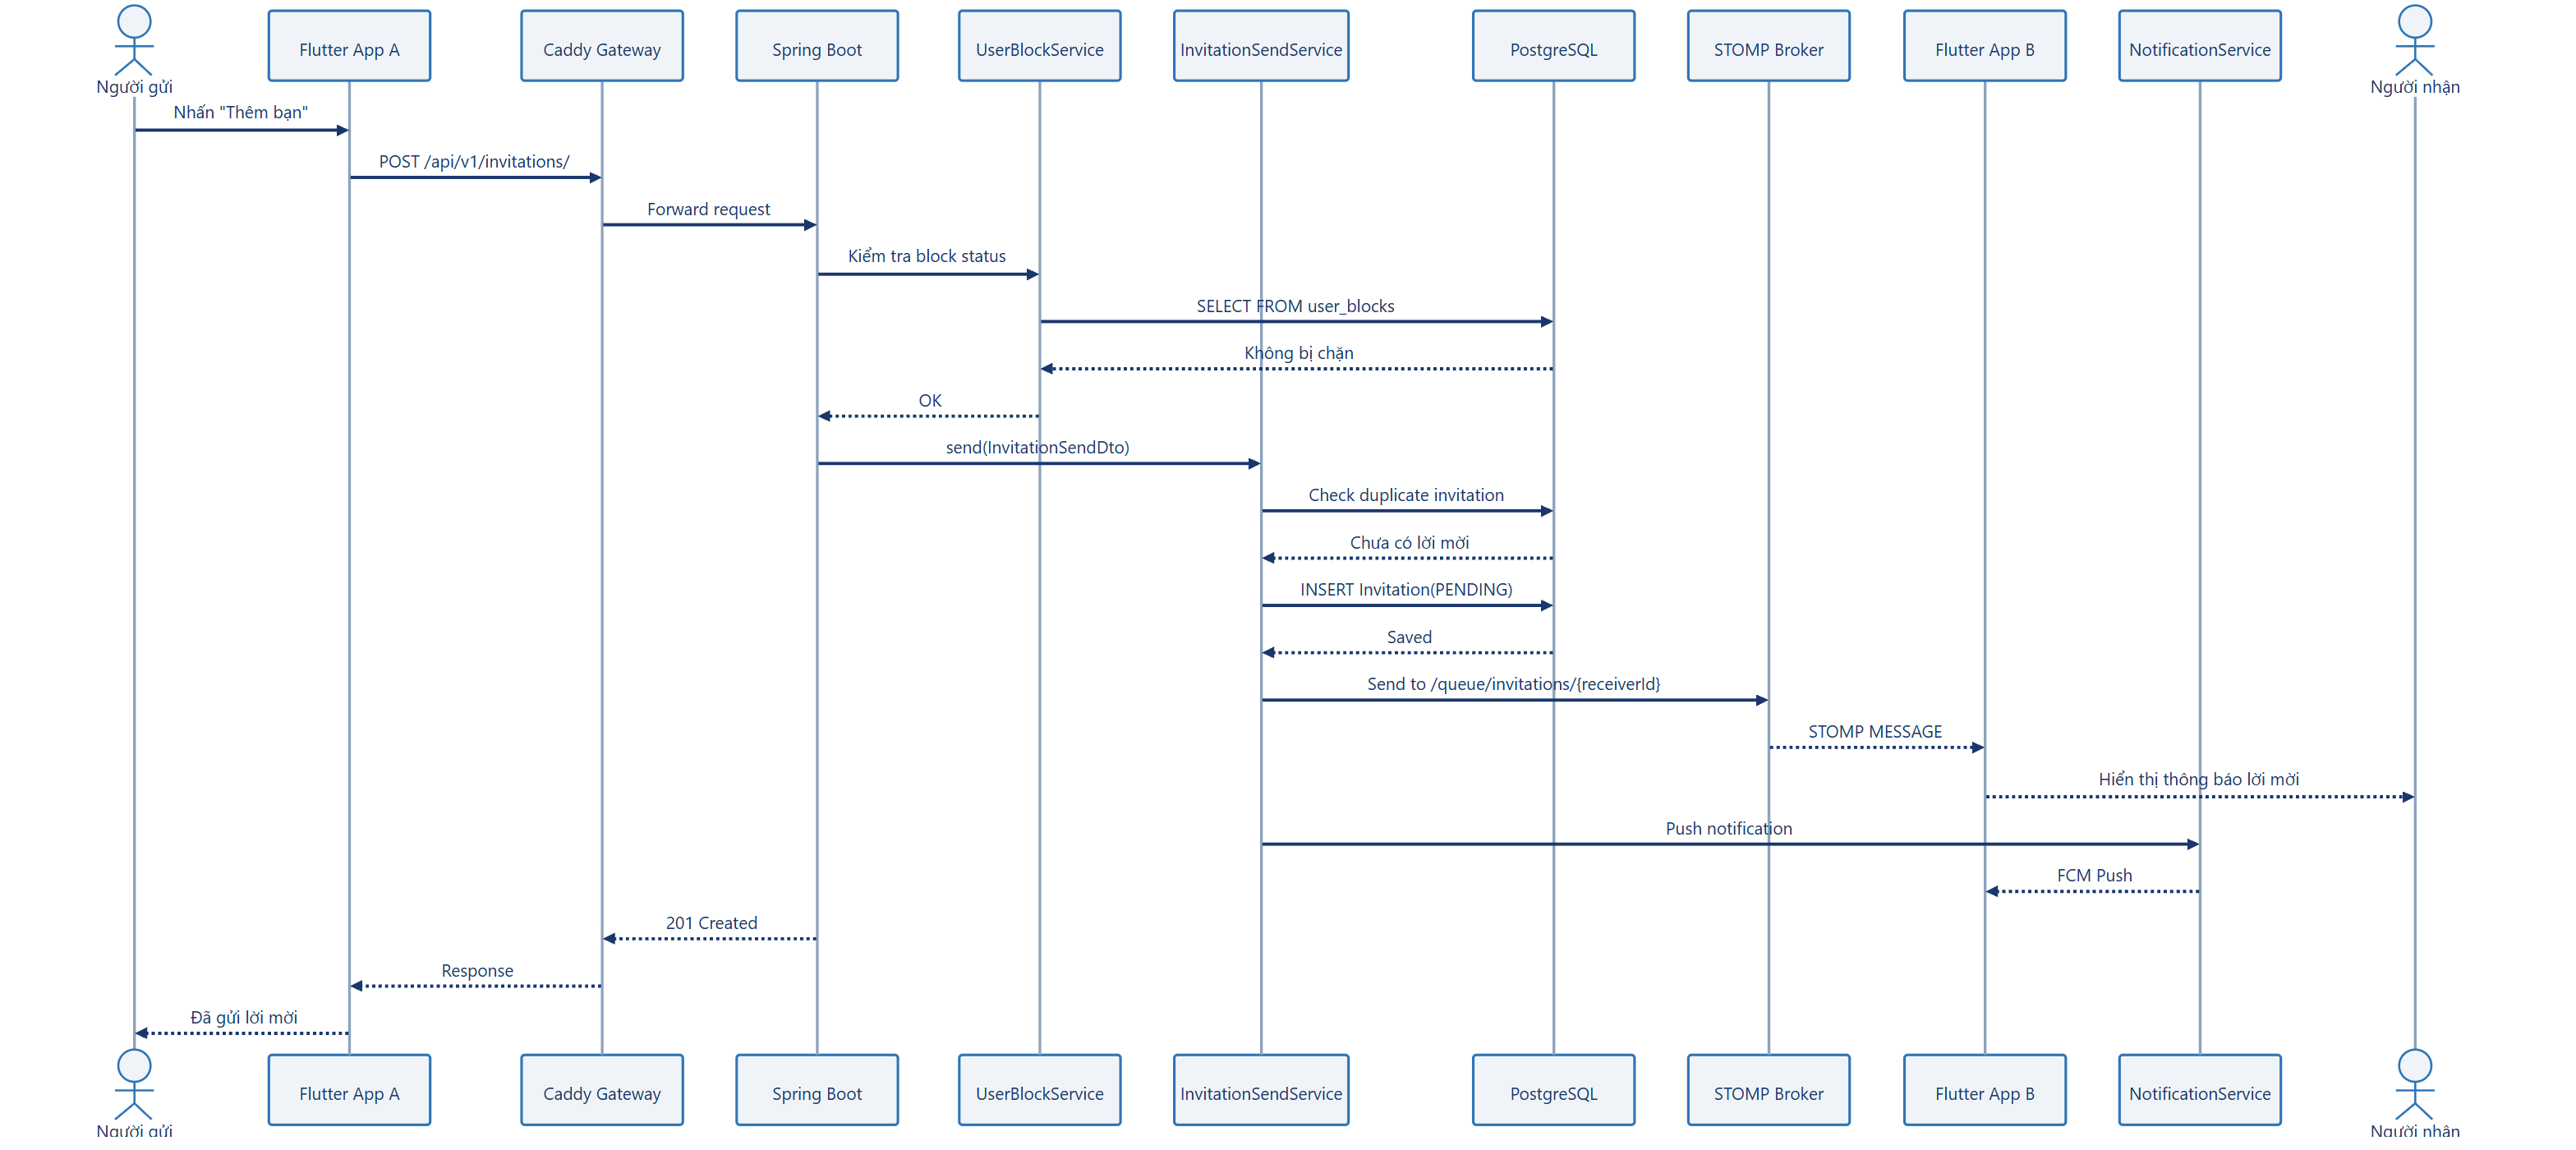 Người gửi
Flutter App A
Caddy Gateway
Spring Boot
UserBlockService
InvitationSendService
PostgreSQL
STOMP Broker
Flutter App B
NotificationService
Người nhận
Nhấn "Thêm bạn"
POST /api/v1/invitations/
Forward request
Kiểm tra block status
SELECT FROM user_blocks
Không bị chặn
OK
send(InvitationSendDto)
Check duplicate invitation
Chưa có lời mời
INSERT Invitation(PENDING)
Saved
Send to /queue/invitations/{receiverId}
STOMP MESSAGE
Hiển thị thông báo lời mời
Push notification
FCM Push
201 Created
Response
Đã gửi lời mời
Người gửi
Flutter App A
Caddy Gateway
Spring Boot
UserBlockService
InvitationSendService
PostgreSQL
STOMP Broker
Flutter App B
NotificationService
Người nhận